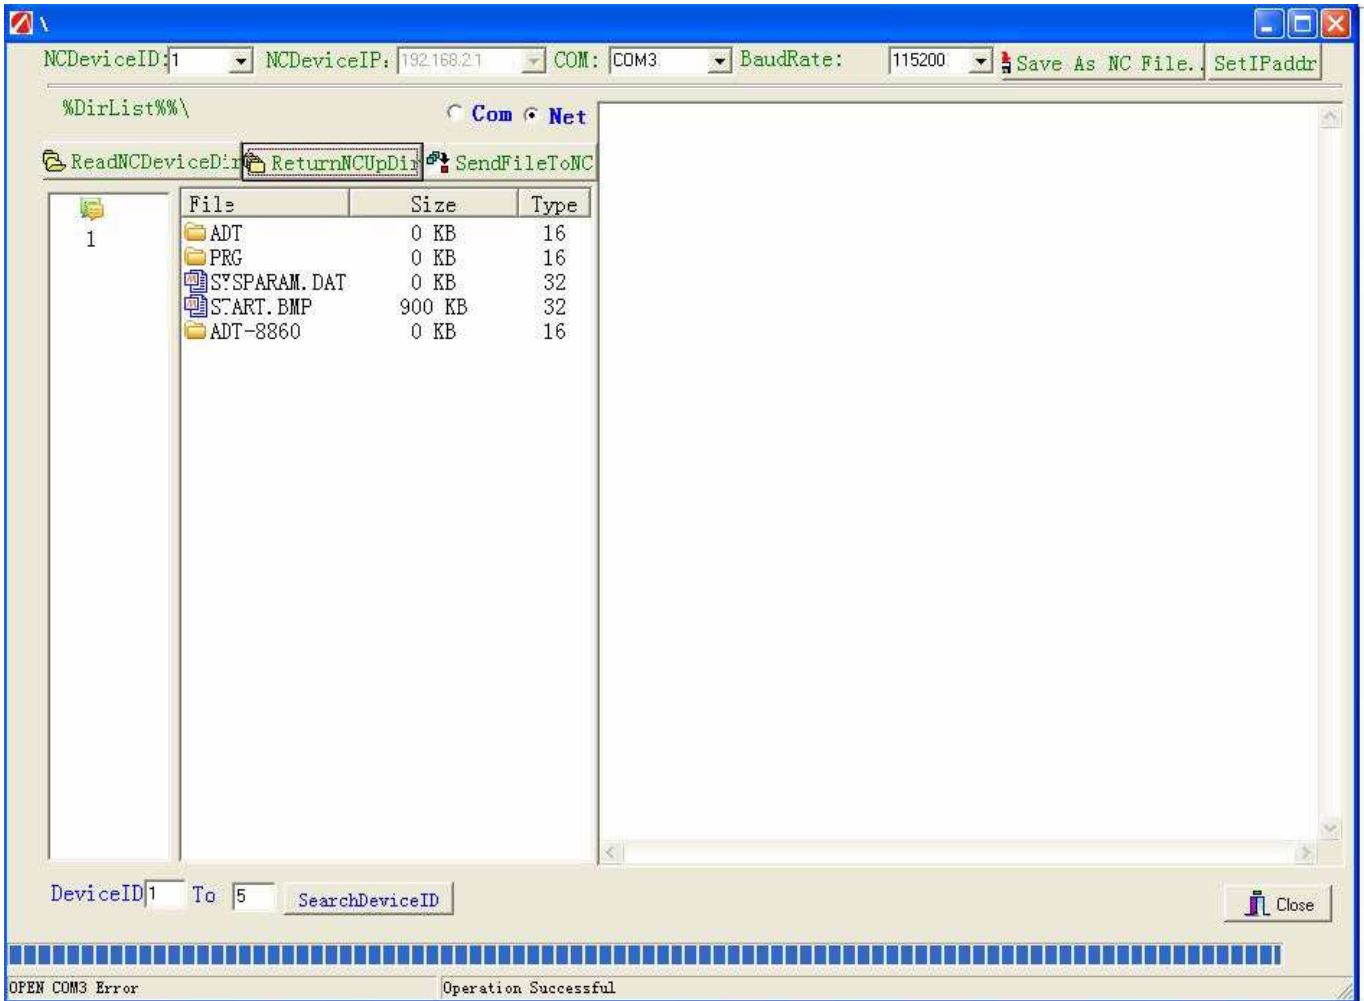 \
NCDeviceID:1 NCDeviceIP: 192.168.2.1 COM: COM3 BaudRate: 115200 Save As NC File.. SetIPaddr
%DirList%%\ Com Net
ReadNCDeviceDir ReturnNCUpDir SendFileToNC
File Size Type
1
ADT 0 KB 16
PRG 0 KB 16
SYSPARAM.DAT 0 KB 32
START.BMP 900 KB 32
ADT-8860 0 KB 16
DeviceID 1 To 5 SearchDeviceID
Close
OPEN COM3 Error Operation Successful